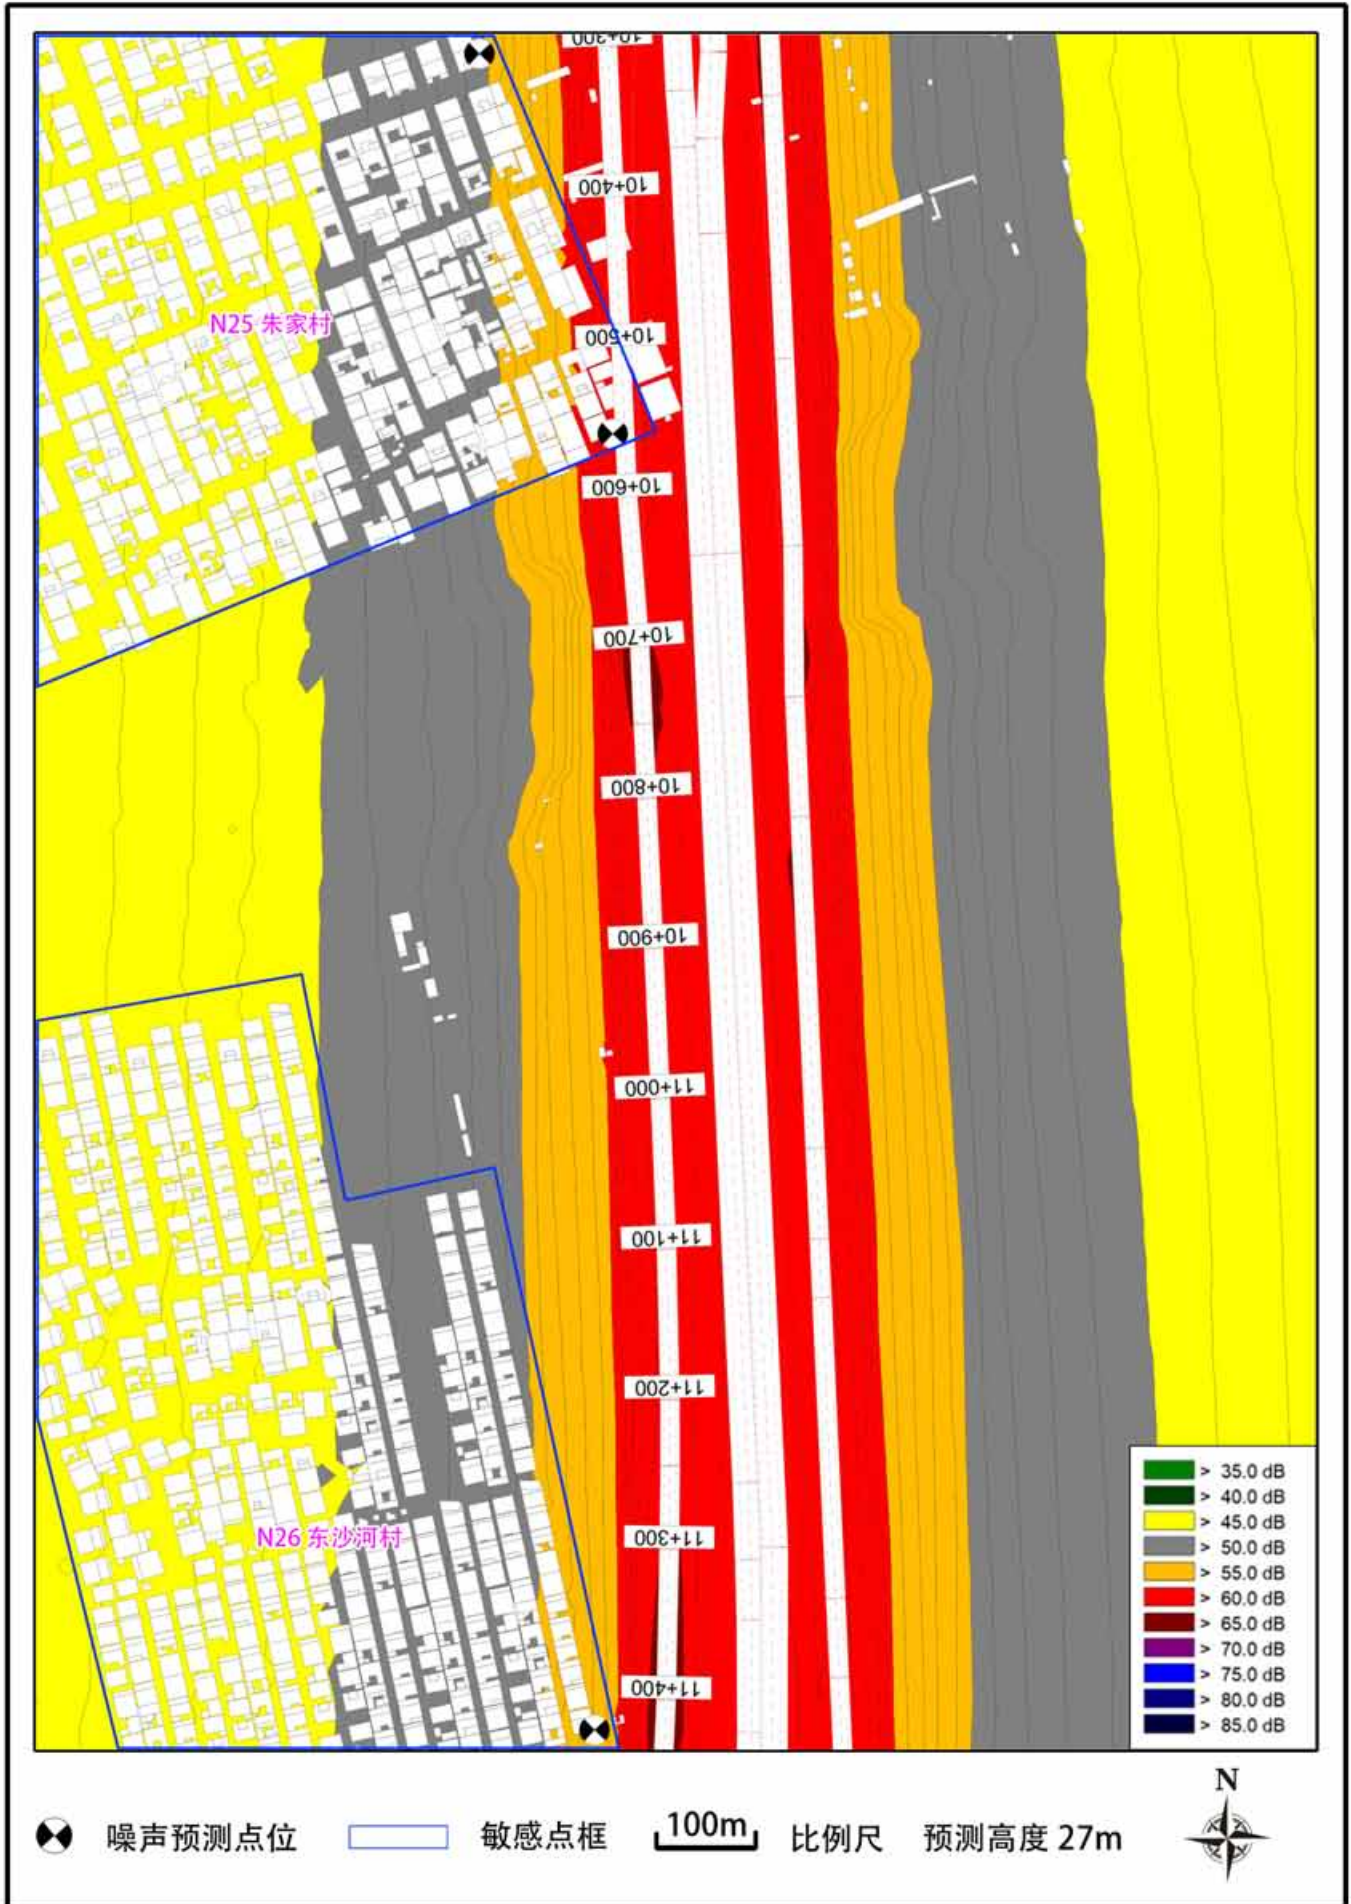 10+300
10+400
N25 朱家村
10+500
10+600
10+700
10+800
10+900
11+000
11+100
11+200
N26 东沙河村
11+300
11+400
> 35.0 dB
> 40.0 dB
> 45.0 dB
> 50.0 dB
> 55.0 dB
> 60.0 dB
> 65.0 dB
> 70.0 dB
> 75.0 dB
> 80.0 dB
> 85.0 dB
N
噪声预测点位 敏感点框 100m 比例尺 预测高度 27m